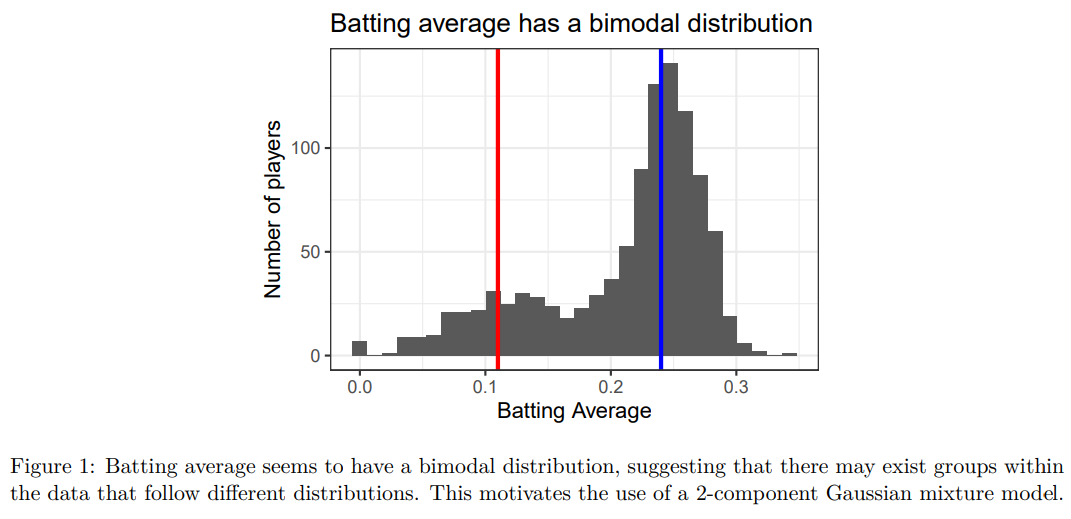 Batting average has a bimodal distribution
Number of players
100
50
0
0.0 0.1 0.2 0.3
Batting Average
Figure 1: Batting average seems to have a bimodal distribution, suggesting that there may exist groups within
the data that follow different distributions. This motivates the use of a 2-component Gaussian mixture model.